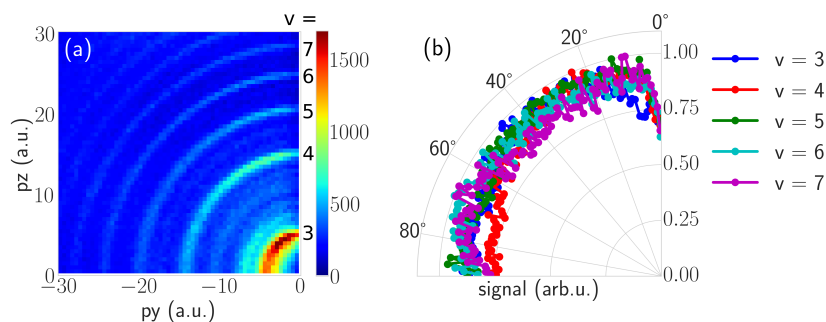 v =
(a)
30
20
10
0
pz (a.u.)
−30
−20
−10
0
py (a.u.)
7
6
5
4
3
1500
1000
500
0
(b)
0°
20°
40°
60°
80°
1.00
0.75
0.50
0.25
0.00
signal (arb.u.)
v = 3
v = 4
v = 5
v = 6
v = 7